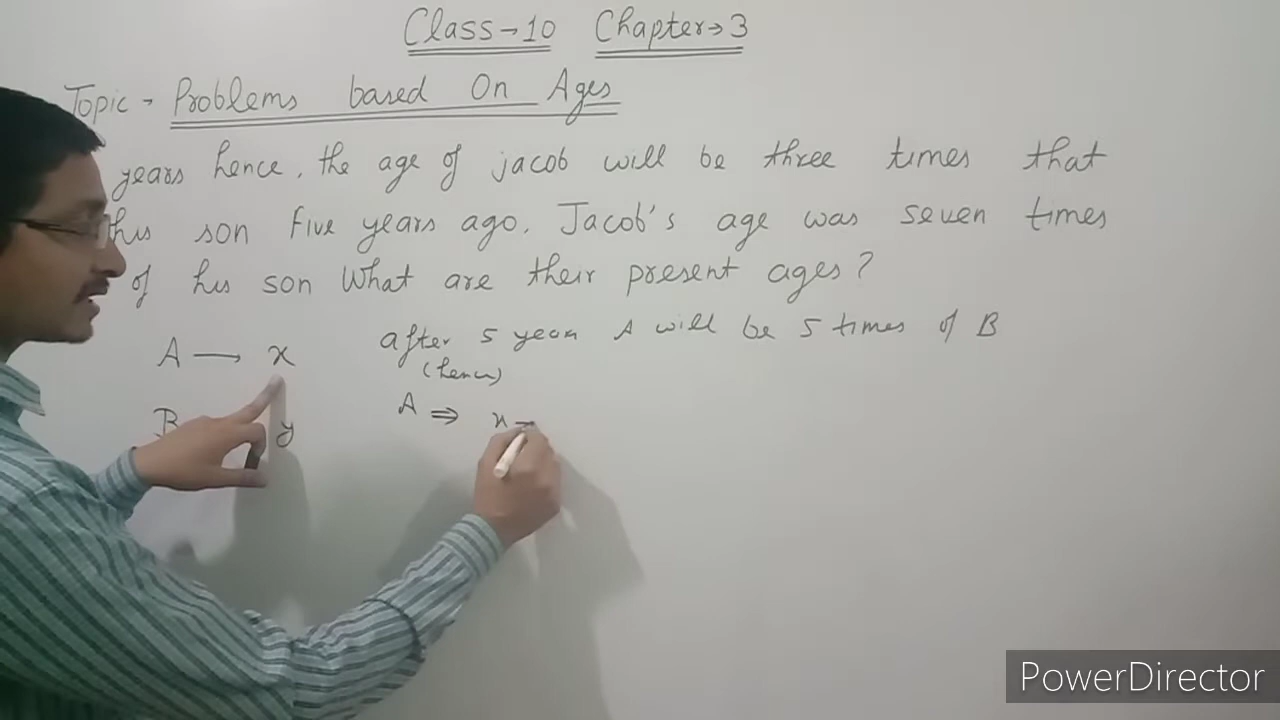 Class→10 Chapter→3
Topic - Problems based On Ages
years hence, the age of jacob will be three times that
his son five years ago. Jacob's age was seven times
of his son What are their present ages?
after 5 years A will be 5 times of B
(hence)
A — x
A ⇒ x
B y
PowerDirector